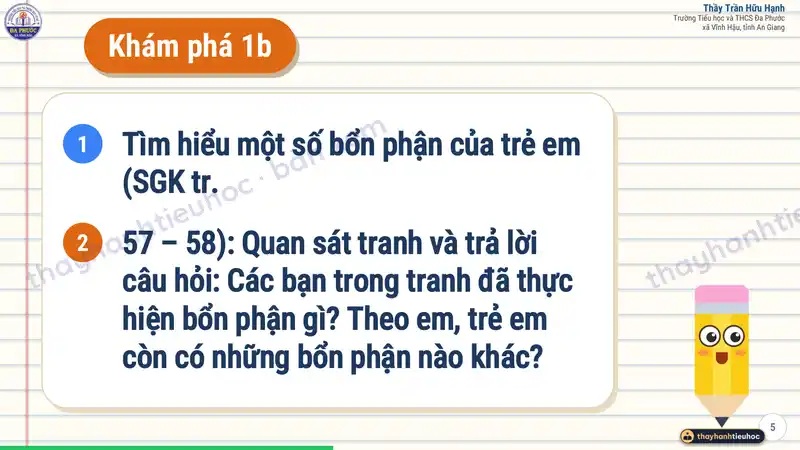 Thầy Trần Hữu Hạnh
Trường Tiểu học và THCS Đa Phước
xã Vĩnh Hậu, tỉnh An Giang
ĐA PHƯỚC
Khám phá 1b
1
Tìm hiểu một số bổn phận của trẻ em
(SGK tr.
2
57 – 58): Quan sát tranh và trả lời
câu hỏi: Các bạn trong tranh đã thực
hiện bổn phận gì? Theo em, trẻ em
còn có những bổn phận nào khác?
5
thayhanhtieuhoc